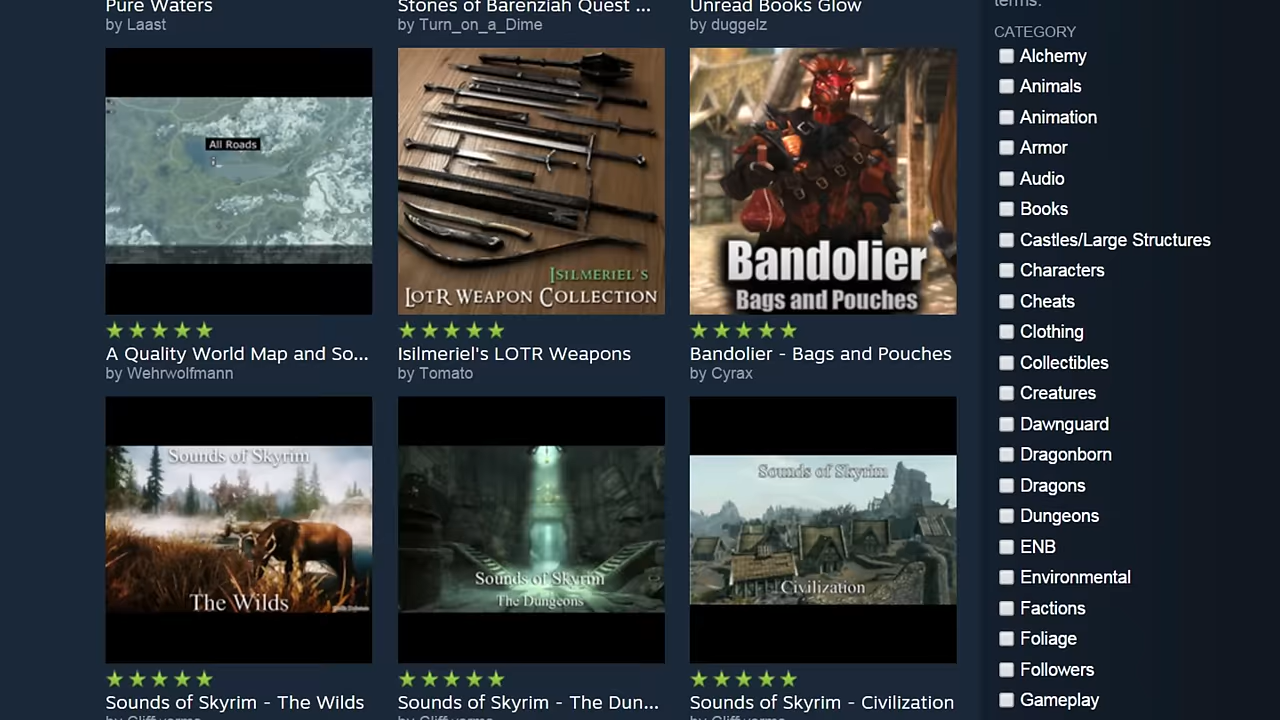 Pure Waters
by Laast
Stones of Barenziah Quest ...
by Turn_on_a_Dime
Unread Books Glow
by duggelz
All Roads
A Quality World Map and So...
by Wehrwolfmann
ISILMERIEL'S
LOTR WEAPON COLLECTION
Isilmeriel's LOTR Weapons
by Tomato
Bandolier
Bags and Pouches
Bandolier - Bags and Pouches
by Cyrax
Sounds of Skyrim
The Wilds
Sounds of Skyrim - The Wilds
Sounds of Skyrim
The Dungeons
Sounds of Skyrim - The Dun...
Sounds of Skyrim
Civilization
Sounds of Skyrim - Civilization
terms.
CATEGORY
Alchemy
Animals
Animation
Armor
Audio
Books
Castles/Large Structures
Characters
Cheats
Clothing
Collectibles
Creatures
Dawnguard
Dragonborn
Dragons
Dungeons
ENB
Environmental
Factions
Foliage
Followers
Gameplay